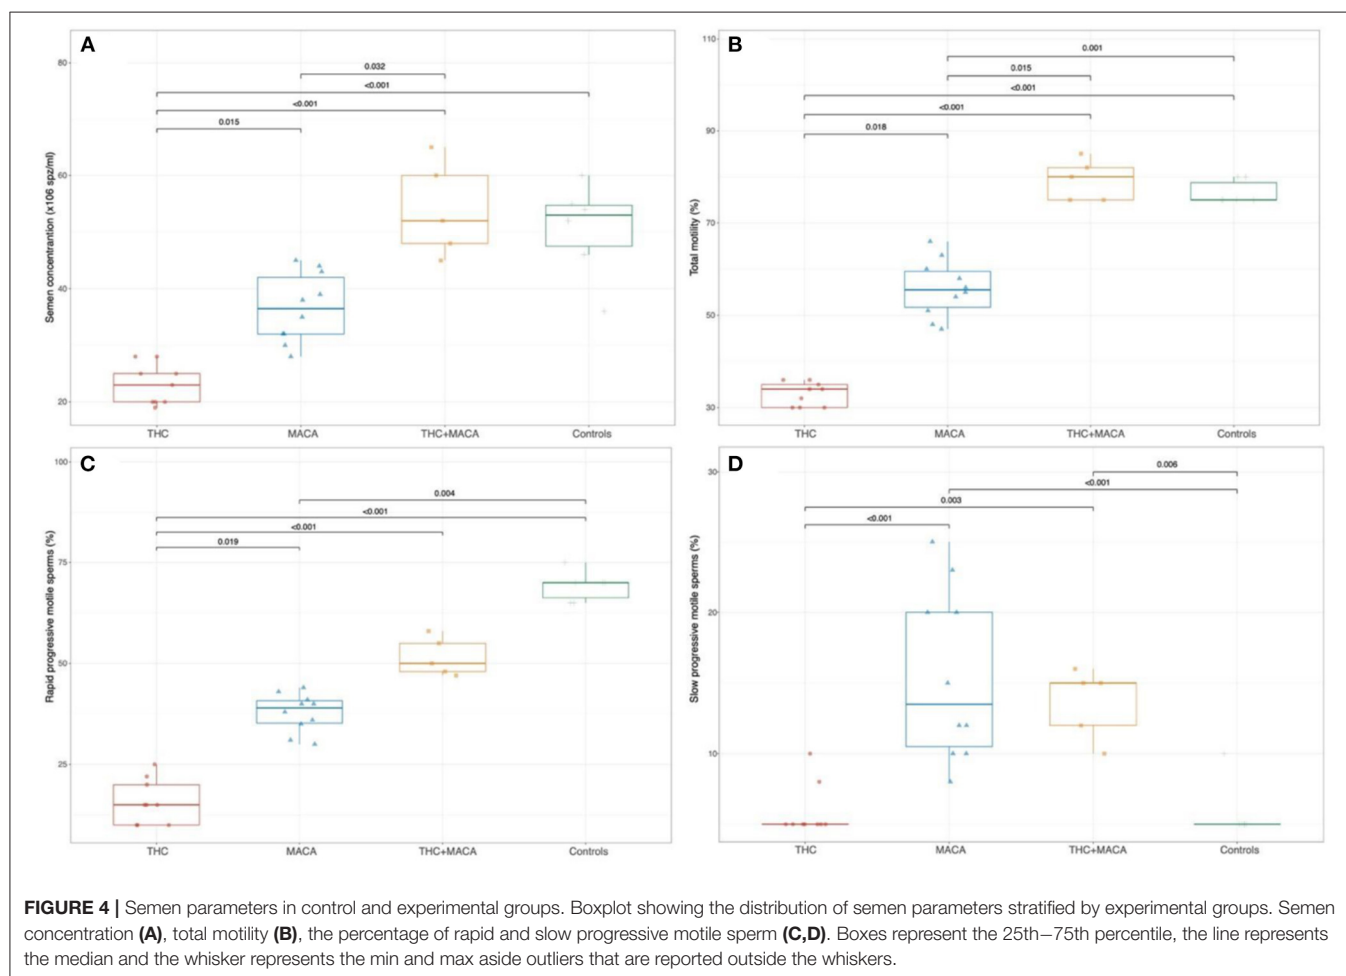 A
80
60
40
20
Semen concentrantion (x106 spz/ml)
0.032
<0.001
<0.001
0.015
THC MACA THC+MACA Controls
B
110
90
70
50
30
Total motility (%)
0.001
0.015
<0.001
<0.001
0.018
THC MACA THC+MACA Controls
C
100
75
50
25
Rapid progressive motile sperms (%)
0.004
<0.001
<0.001
0.019
THC MACA THC+MACA Controls
D
30
20
10
Slow progressive motile sperms (%)
0.006
<0.001
0.003
<0.001
THC MACA THC+MACA Controls
FIGURE 4 | Semen parameters in control and experimental groups. Boxplot showing the distribution of semen parameters stratified by experimental groups. Semen
concentration (A), total motility (B), the percentage of rapid and slow progressive motile sperm (C,D). Boxes represent the 25th–75th percentile, the line represents
the median and the whisker represents the min and max aside outliers that are reported outside the whiskers.